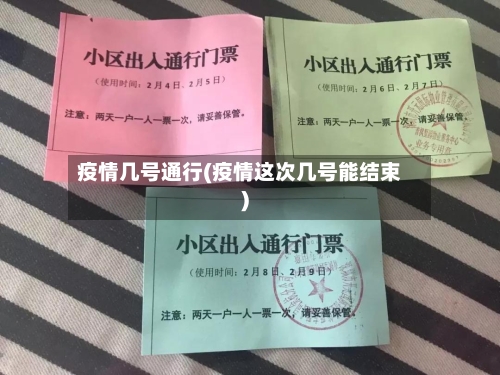 小区出入通行门票
（使用时间：2月4日、2月5日）
注意：两天一户一人一票一次，请妥善保管。
小区出入通行门票
（使用时间：2月6日、2月7日）
注意：两天一户一人一票一次，请妥善保管。
业务专用章
疫情几号通行(疫情这次几号能结束
)
小区出入通行门票
（使用时间：2月8日、2月9日）
注意：两天一户一人一票一次，请妥善保管。